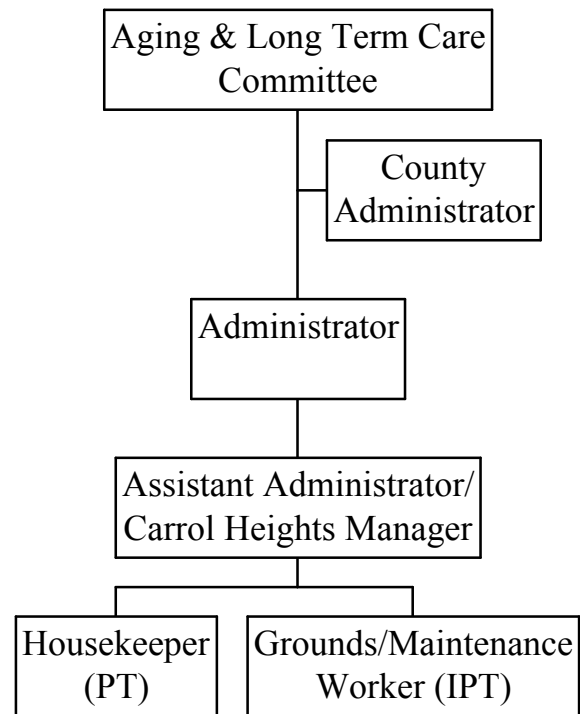 Aging & Long Term Care
Committee
County
Administrator
Administrator
Assistant Administrator/
Carrol Heights Manager
Housekeeper
(PT)
Grounds/Maintenance
Worker (IPT)